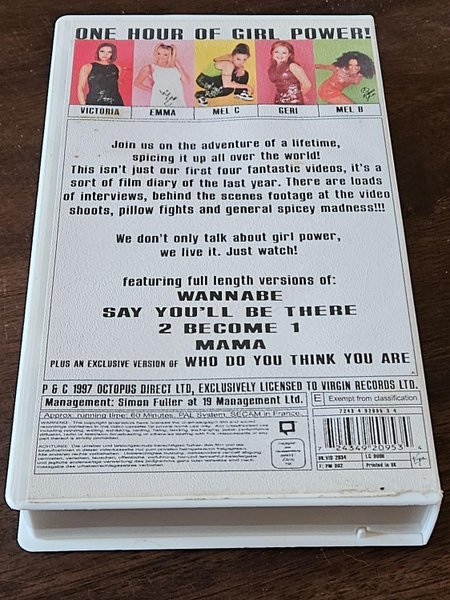 ONE HOUR OF GIRL POWER!
VICTORIA EMMA MEL C GERI MEL B
Join us on the adventure of a lifetime,
spicing it up all over the world!
This isn't just our first four fantastic videos, it's a
sort of film diary of the last year. There are loads
of interviews, behind the scenes footage at the video
shoots, pillow fights and general spicey madness!!!
We don't only talk about girl power,
we live it. Just watch!
featuring full length versions of:
WANNABE
SAY YOU'LL BE THERE
2 BECOME 1
MAMA
PLUS AN EXCLUSIVE VERSION OF WHO DO YOU THINK YOU ARE
P & C 1997 OCTOPUS DIRECT LTD, EXCLUSIVELY LICENSED TO VIRGIN RECORDS LTD.
Management: Simon Fuller at 19 Management Ltd.
E Exempt from classification
Approx. running time: 60 Minutes, PAL System, SECAM in France.
WARNING:
ACHTUNG:
Printed in UK